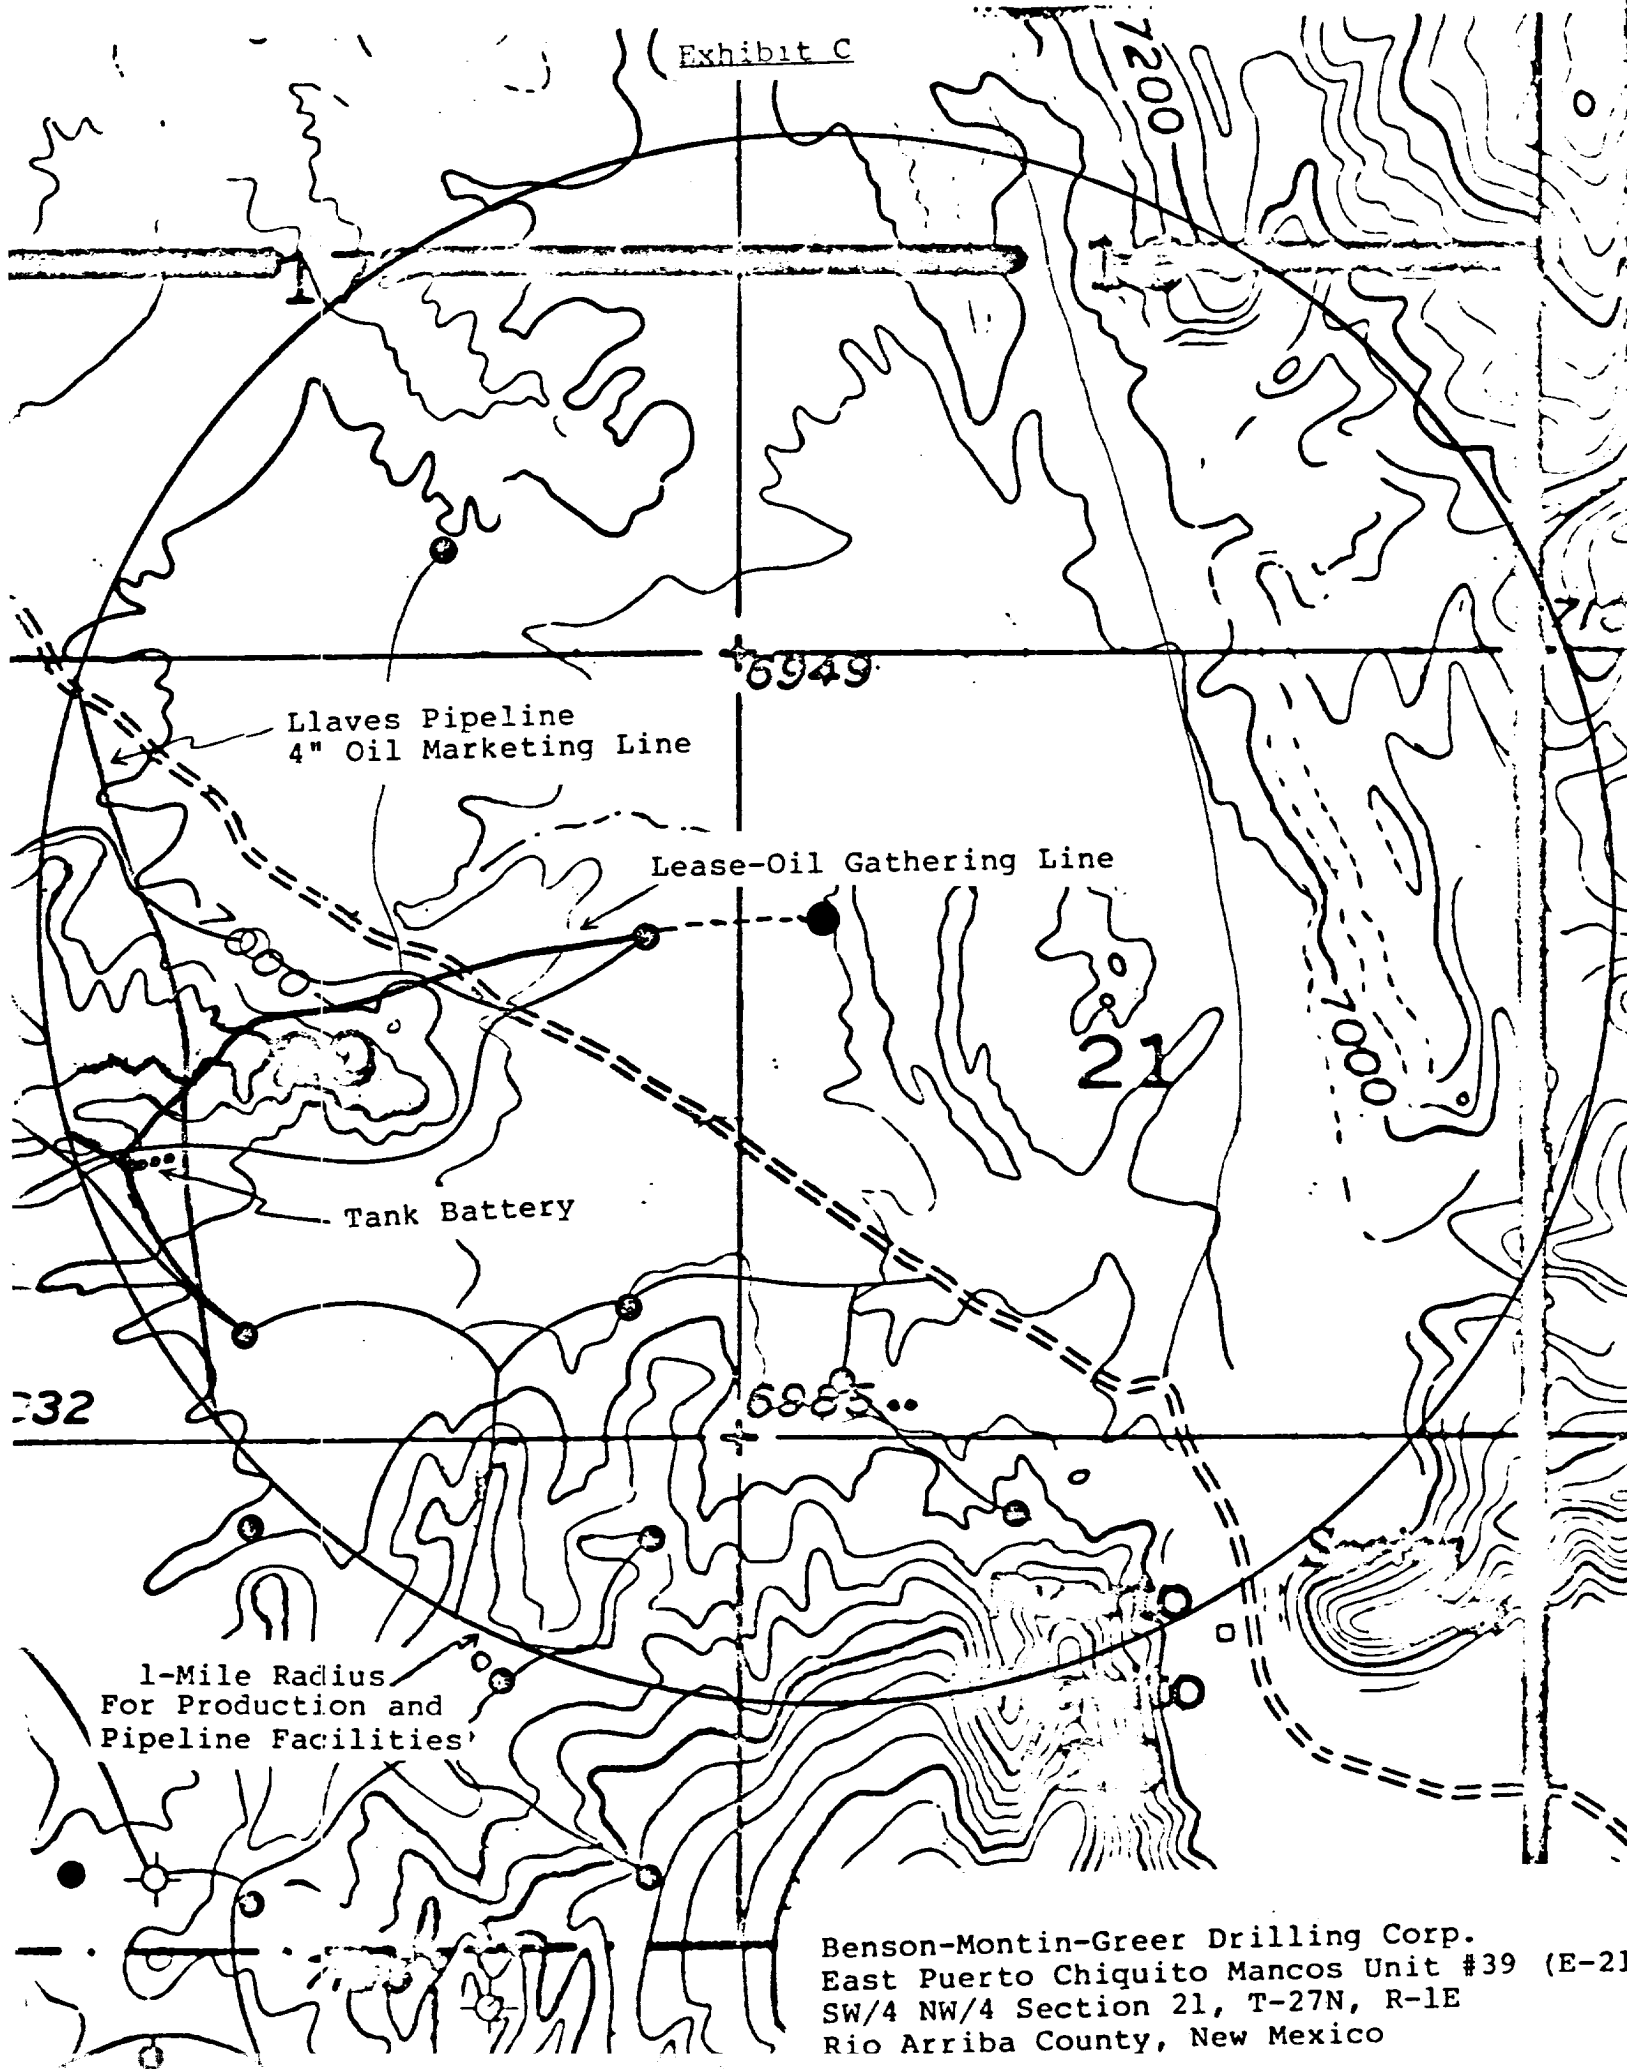 Exhibit C
7200
6949
Llaves Pipeline
4" Oil Marketing Line
Lease-Oil Gathering Line
21
7000
Tank Battery
6885
32
1-Mile Radius
For Production and
Pipeline Facilities
Benson-Montin-Greer Drilling Corp.
East Puerto Chiquito Mancos Unit #39 (E-21
SW/4 NW/4 Section 21, T-27N, R-1E
Rio Arriba County, New Mexico